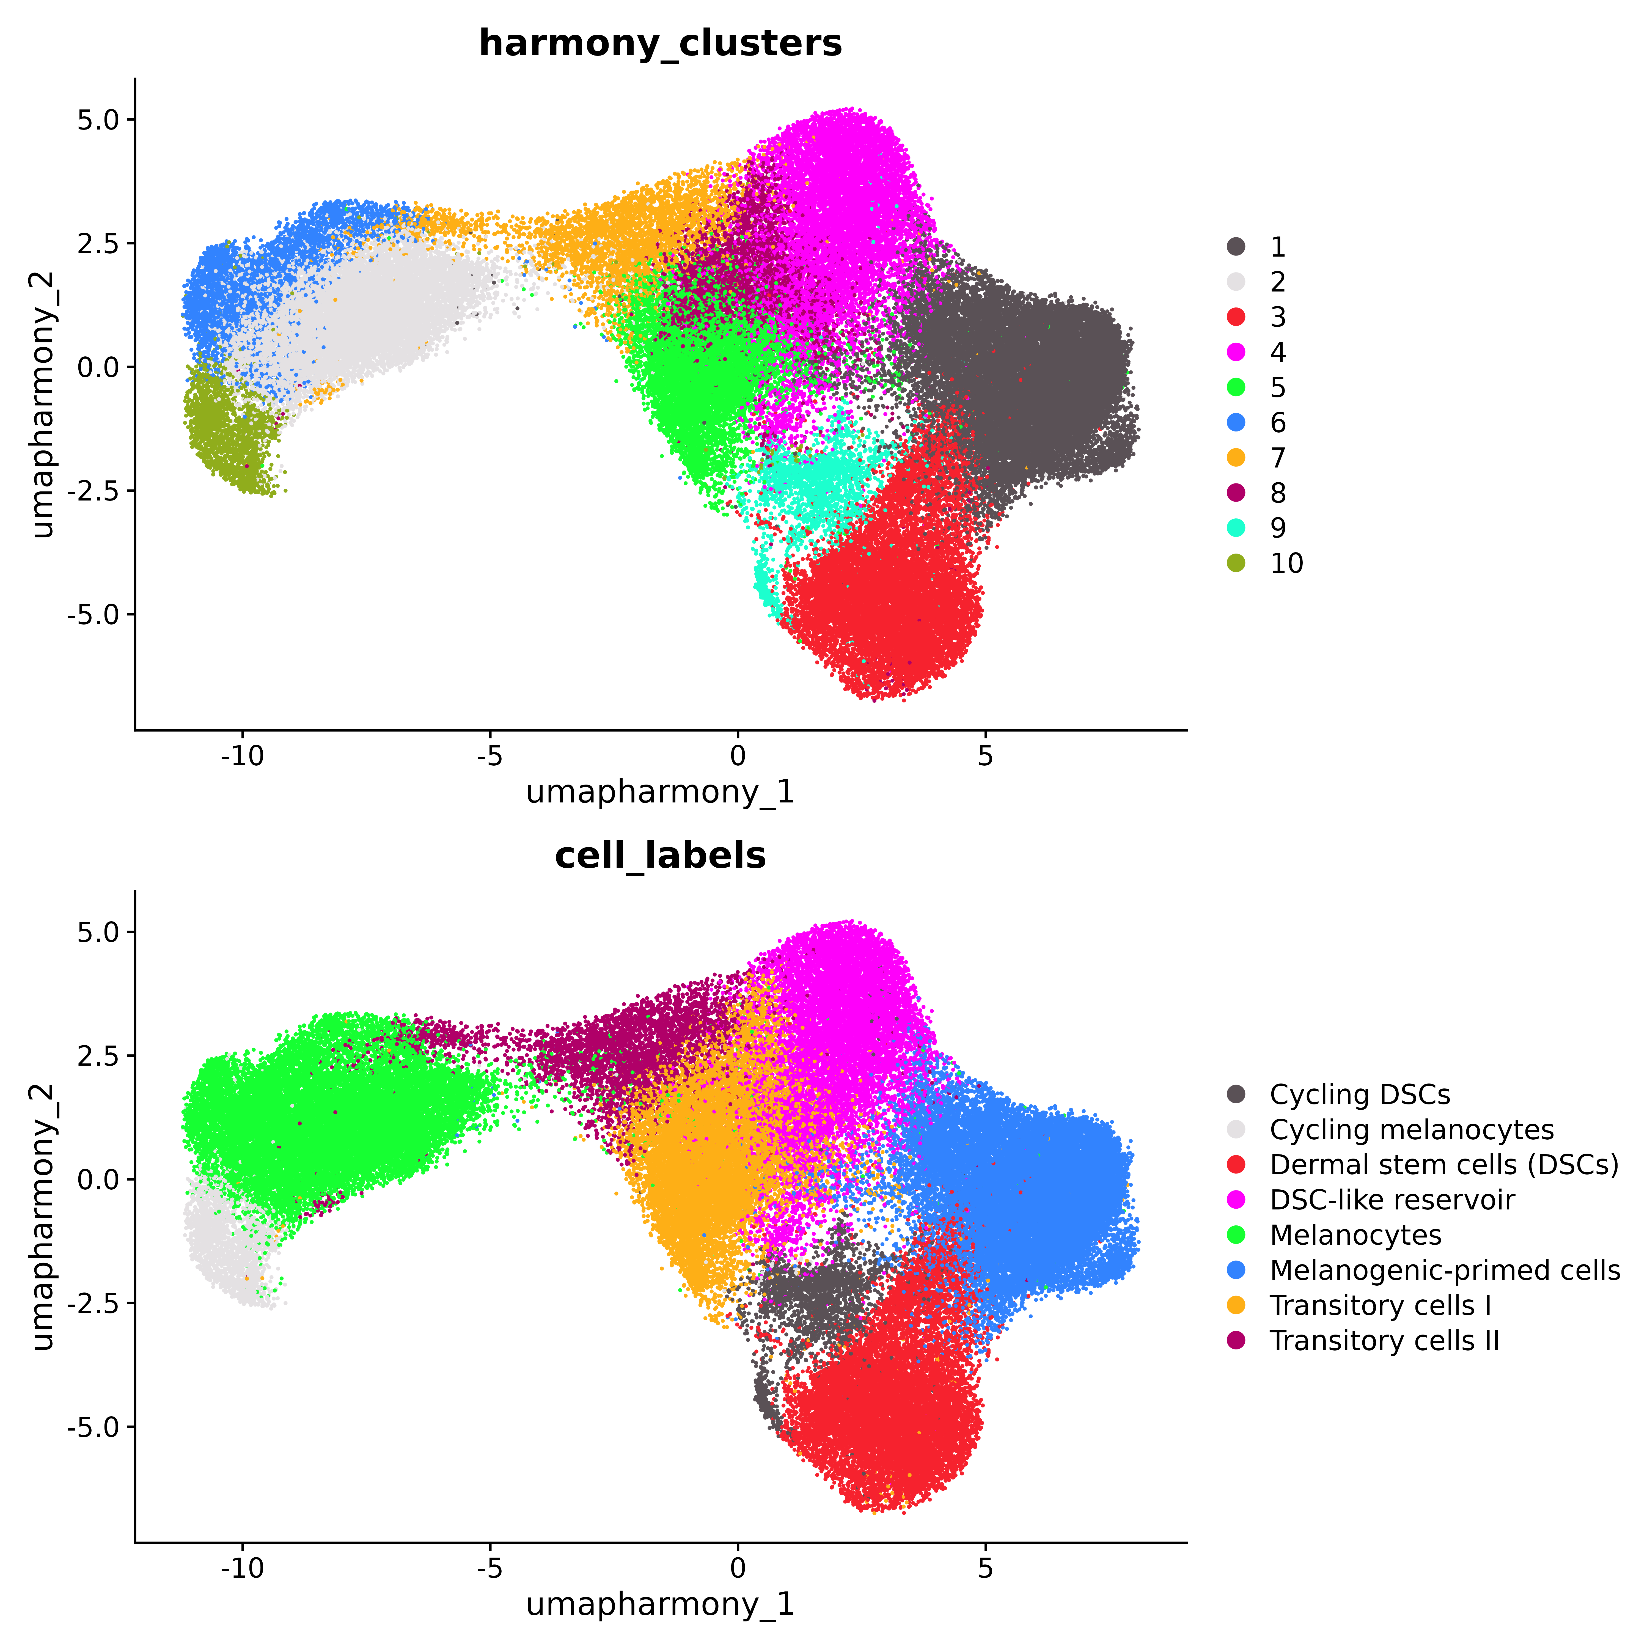 harmony_clusters
5.0
2.5
0.0
-2.5
-5.0
umapharmony_2
-10
-5
0
5
umapharmony_1
1
2
3
4
5
6
7
8
9
10
cell_labels
5.0
2.5
0.0
-2.5
-5.0
umapharmony_2
-10
-5
0
5
umapharmony_1
Cycling DSCs
Cycling melanocytes
Dermal stem cells (DSCs)
DSC-like reservoir
Melanocytes
Melanogenic-primed cells
Transitory cells I
Transitory cells II